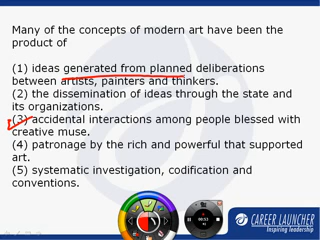 Many of the concepts of modern art have been the
product of
(1) ideas generated from planned deliberations
between artists, painters and thinkers.
(2) the dissemination of ideas through the state and
its organizations.
(3) accidental interactions among people blessed with
creative muse.
(4) patronage by the rich and powerful that supported
art.
(5) systematic investigation, codification and
conventions.
CAREER LAUNCHER
Inspiring leadership